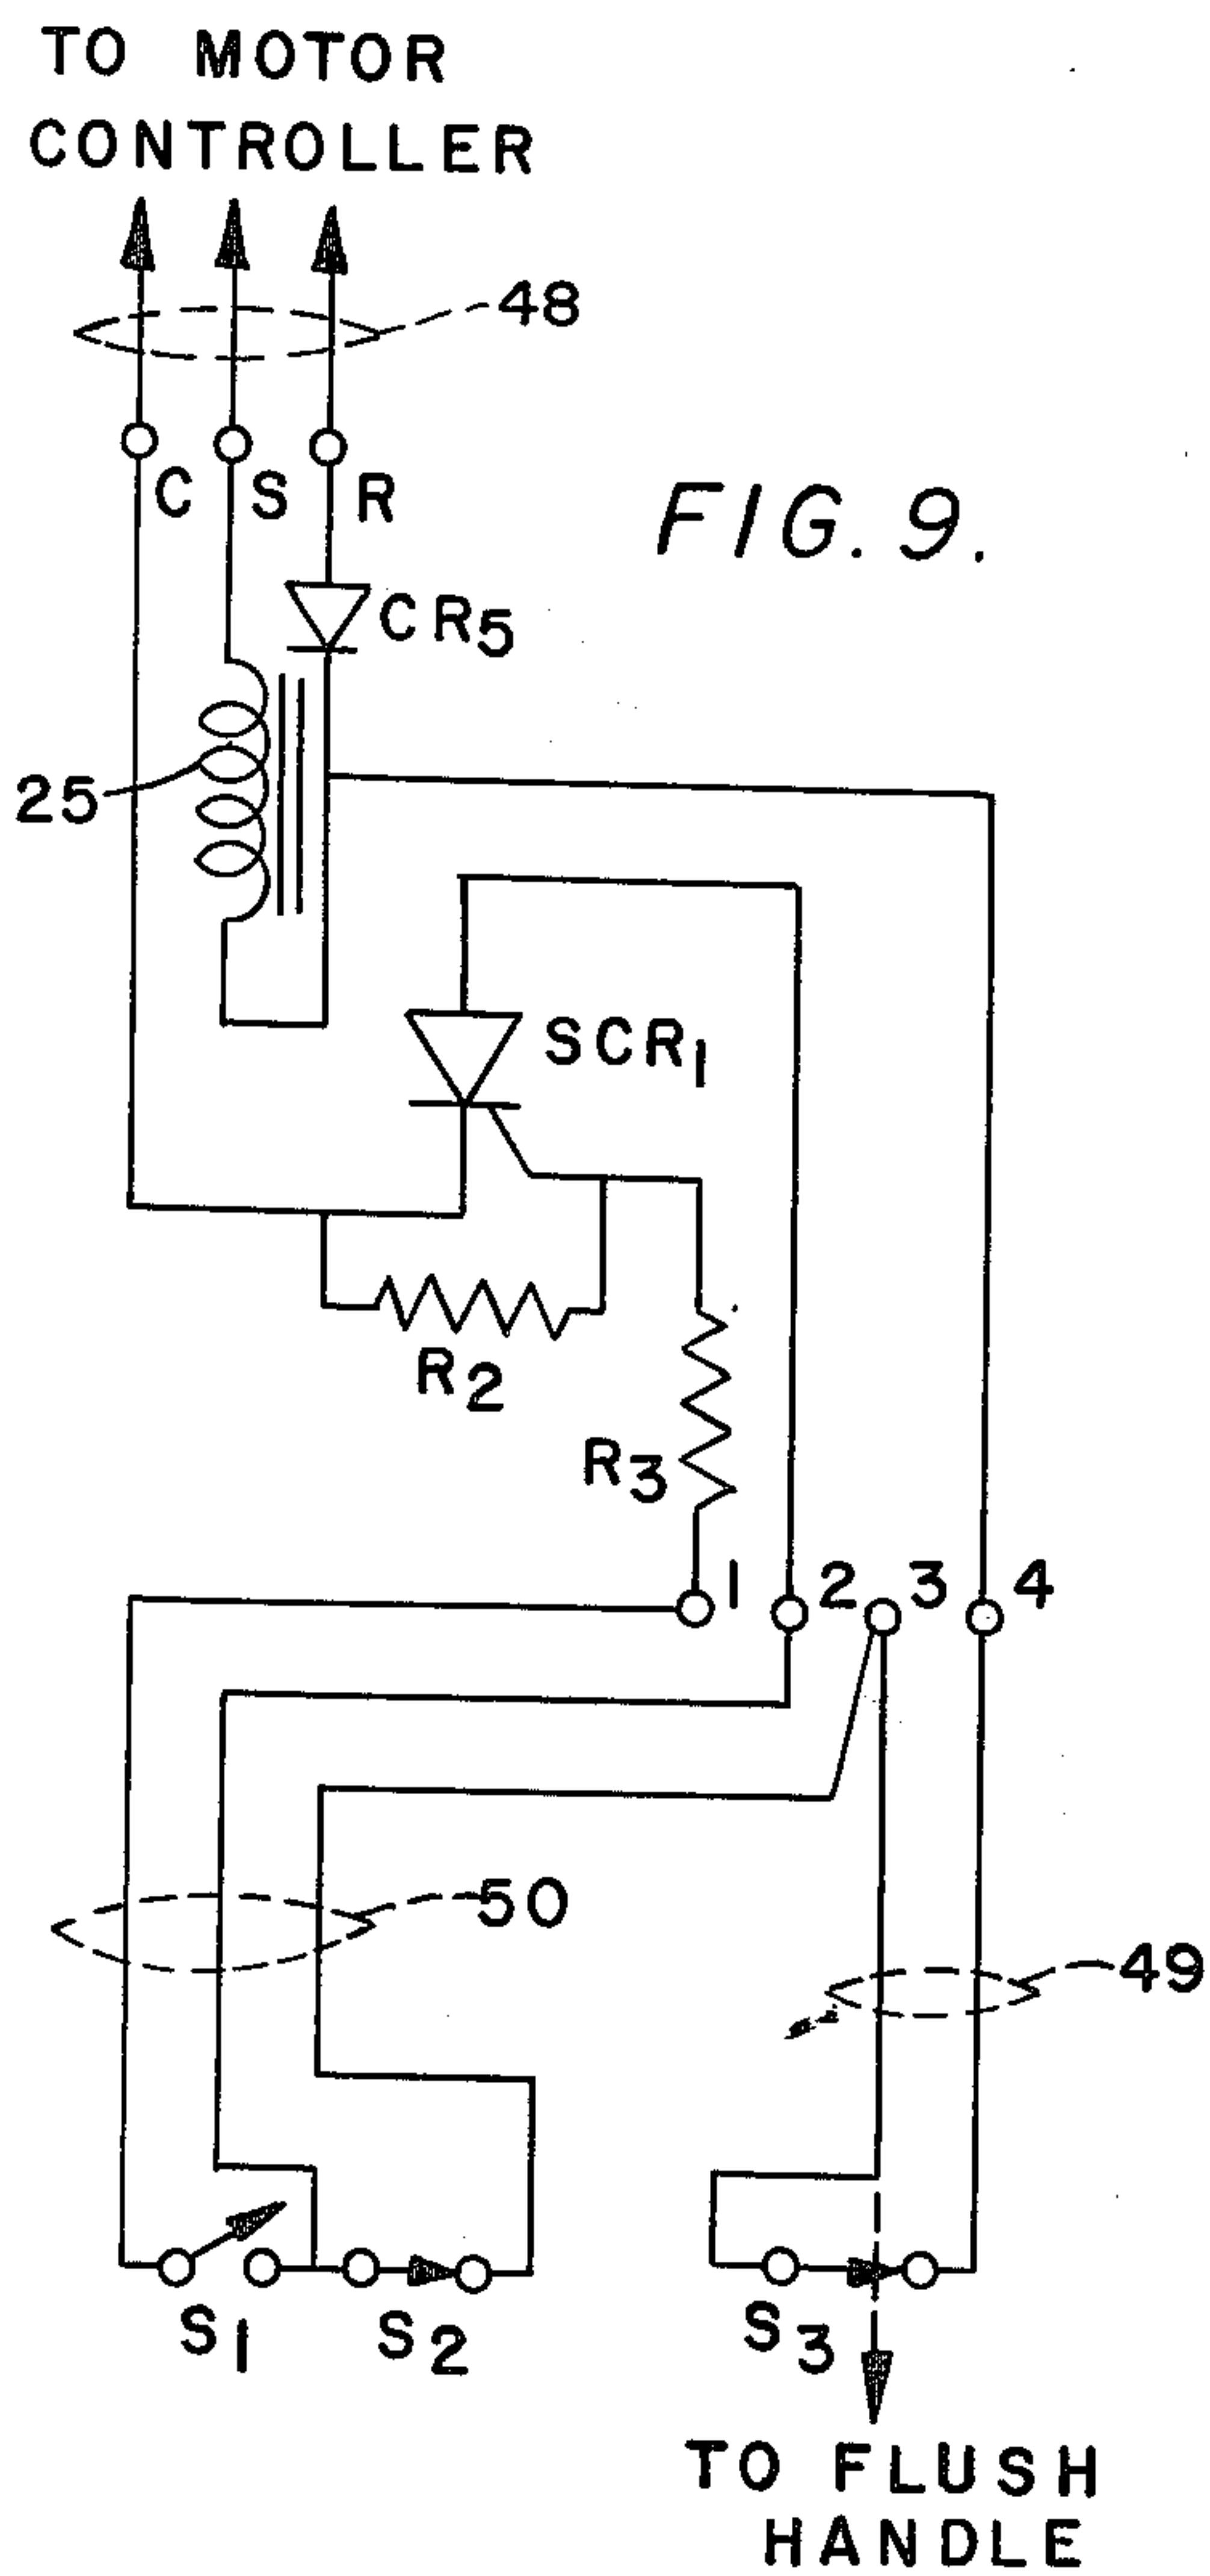 TO MOTOR
CONTROLLER
48
C S R
FIG. 9.
CR5
25
SCR1
R2
R3
1 2 3 4
50
49
S1 S2 S3
TO FLUSH
HANDLE